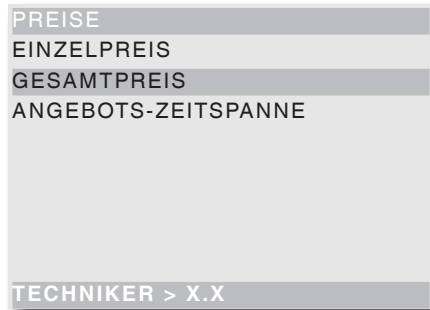 PREISE
EINZELPREIS
GESAMTPREIS
ANGEBOTS-ZEITSPANNE
TECHNIKER > X.X